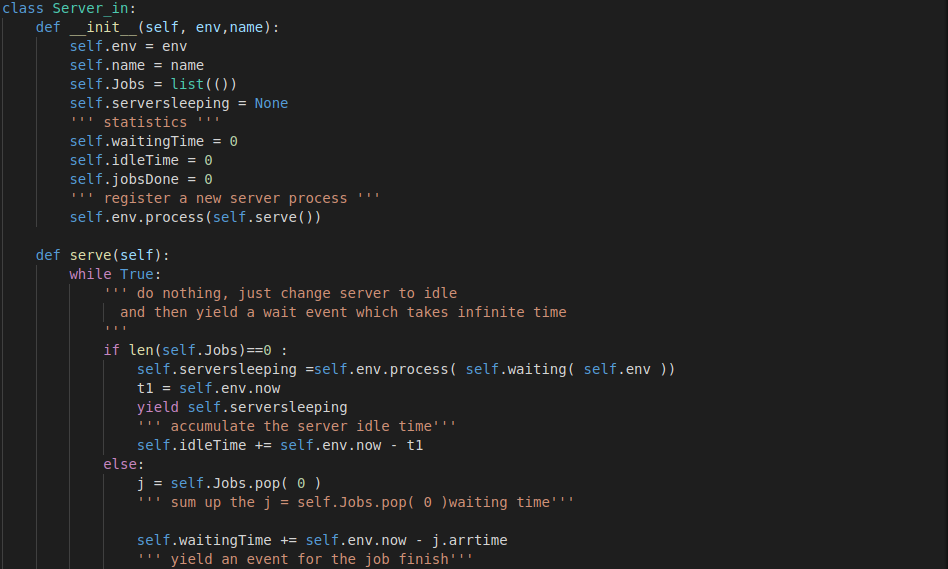 class Server_in:
    def __init__(self, env,name):
        self.env = env
        self.name = name
        self.Jobs = list(())
        self.serversleeping = None
        ''' statistics '''
        self.waitingTime = 0
        self.idleTime = 0
        self.jobsDone = 0
        ''' register a new server process '''
        self.env.process(self.serve())

    def serve(self):
        while True:
            ''' do nothing, just change server to idle
              and then yield a wait event which takes infinite time
            '''
            if len(self.Jobs)==0 :
                self.serversleeping =self.env.process( self.waiting( self.env ))
                t1 = self.env.now
                yield self.serversleeping
                ''' accumulate the server idle time'''
                self.idleTime += self.env.now - t1
            else:
                j = self.Jobs.pop( 0 )
                ''' sum up the j = self.Jobs.pop( 0 )waiting time'''

                self.waitingTime += self.env.now - j.arrtime
                ''' yield an event for the job finish'''